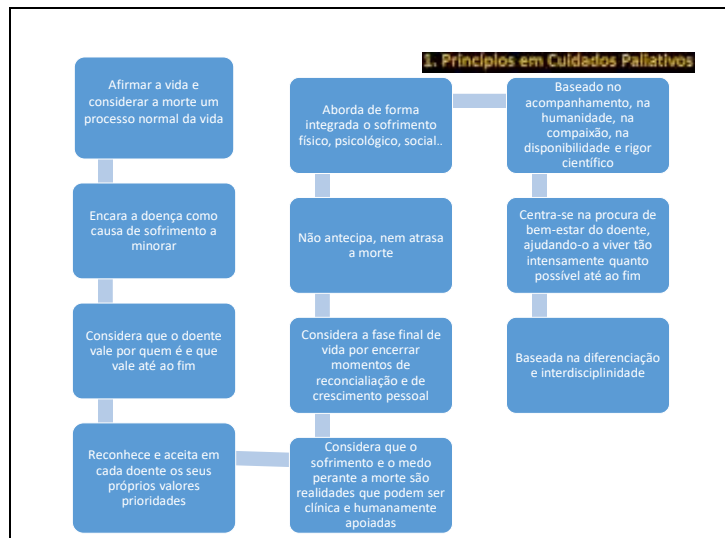 1. Princípios em Cuidados Paliativos
Afirmar a vida e
considerar a morte um
processo normal da vida
Encara a doença como
causa de sofrimento a
minorar
Considera que o doente
vale por quem é e que
vale até ao fim
Reconhece e aceita em
cada doente os seus
próprios valores
prioridades
Considera que o
sofrimento e o medo
perante a morte são
realidades que podem ser
clínica e humanamente
apoiadas
Considera a fase final de
vida por encerrar
momentos de
reconcialiação e de
crescimento pessoal
Não antecipa, nem atrasa
a morte
Aborda de forma
integrada o sofrimento
físico, psicológico, social..
Baseado no
acompanhamento, na
humanidade, na
compaixão, na
disponibilidade e rigor
científico
Centra-se na procura de
bem-estar do doente,
ajudando-o a viver tão
intensamente quanto
possível até ao fim
Baseada na diferenciação
e interdisciplinidade